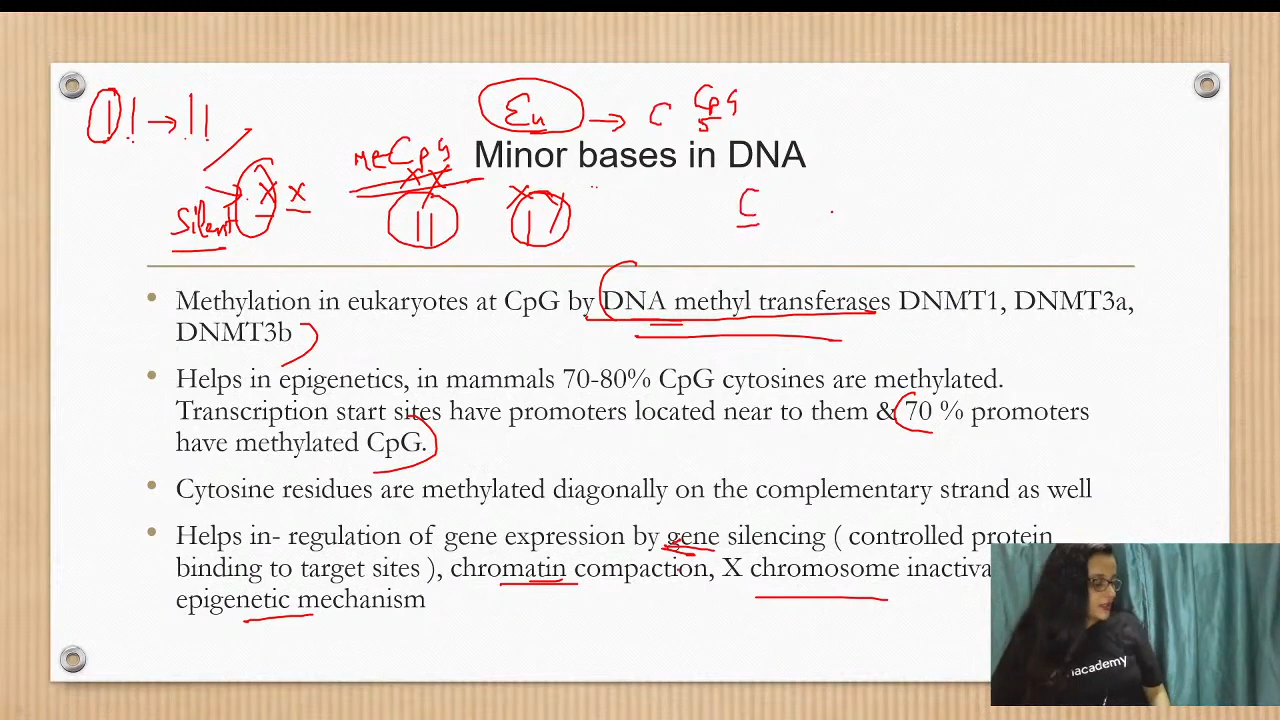 Eu → C CpG
5
MeCpG
Minor bases in DNA
Silent X X
C
• Methylation in eukaryotes at CpG by DNA methyl transferases DNMT1, DNMT3a,
DNMT3b
• Helps in epigenetics, in mammals 70-80% CpG cytosines are methylated.
Transcription start sites have promoters located near to them & 70 % promoters
have methylated CpG.
• Cytosine residues are methylated diagonally on the complementary strand as well
• Helps in- regulation of gene expression by gene silencing ( controlled protein
binding to target sites ), chromatin compaction, X chromosome inactiva
epigenetic mechanism
nacademy